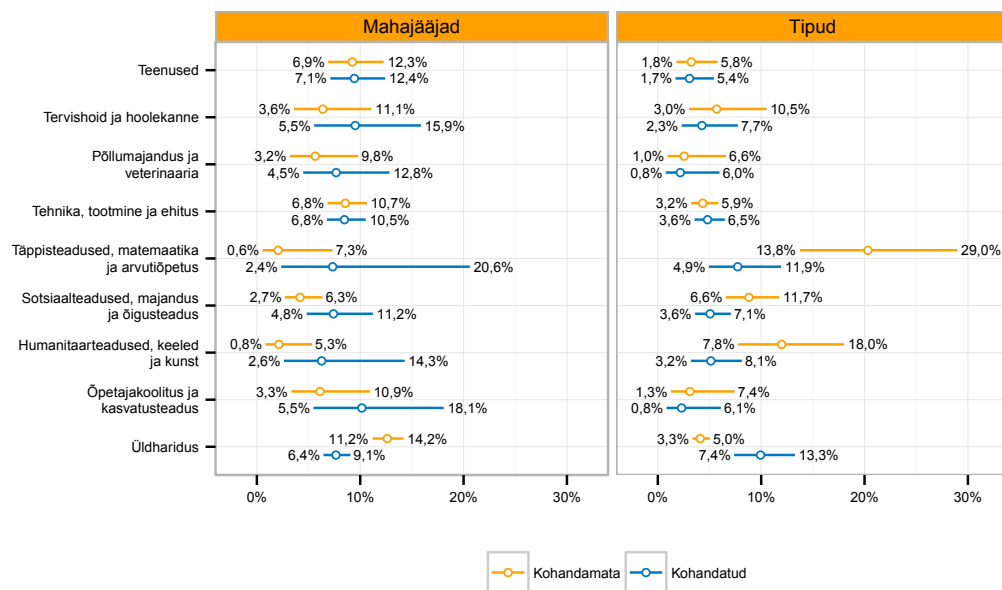 Mahajääjad
Tipud
Teenused
6,9% 12,3%
7,1% 12,4%
1,8% 5,8%
1,7% 5,4%
Tervishoid ja hoolekanne
3,6% 11,1%
5,5% 15,9%
3,0% 10,5%
2,3% 7,7%
Põllumajandus ja
veterinaaria
3,2% 9,8%
4,5% 12,8%
1,0% 6,6%
0,8% 6,0%
Tehnika, tootmine ja ehitus
6,8% 10,7%
6,8% 10,5%
3,2% 5,9%
3,6% 6,5%
Täppisteadused, matemaatika
ja arvutiõpetus
0,6% 7,3%
2,4% 20,6%
13,8% 29,0%
4,9% 11,9%
Sotsiaalteadused, majandus
ja õigusteadus
2,7% 6,3%
4,8% 11,2%
6,6% 11,7%
3,6% 7,1%
Humanitaarteadused, keeled
ja kunst
0,8% 5,3%
2,6% 14,3%
7,8% 18,0%
3,2% 8,1%
Õpetajakoolitus ja
kasvatusteadus
3,3% 10,9%
5,5% 18,1%
1,3% 7,4%
0,8% 6,1%
Üldharidus
11,2% 14,2%
6,4% 9,1%
3,3% 5,0%
7,4% 13,3%
0% 10% 20% 30%
0% 10% 20% 30%
Kohandamata Kohandatud